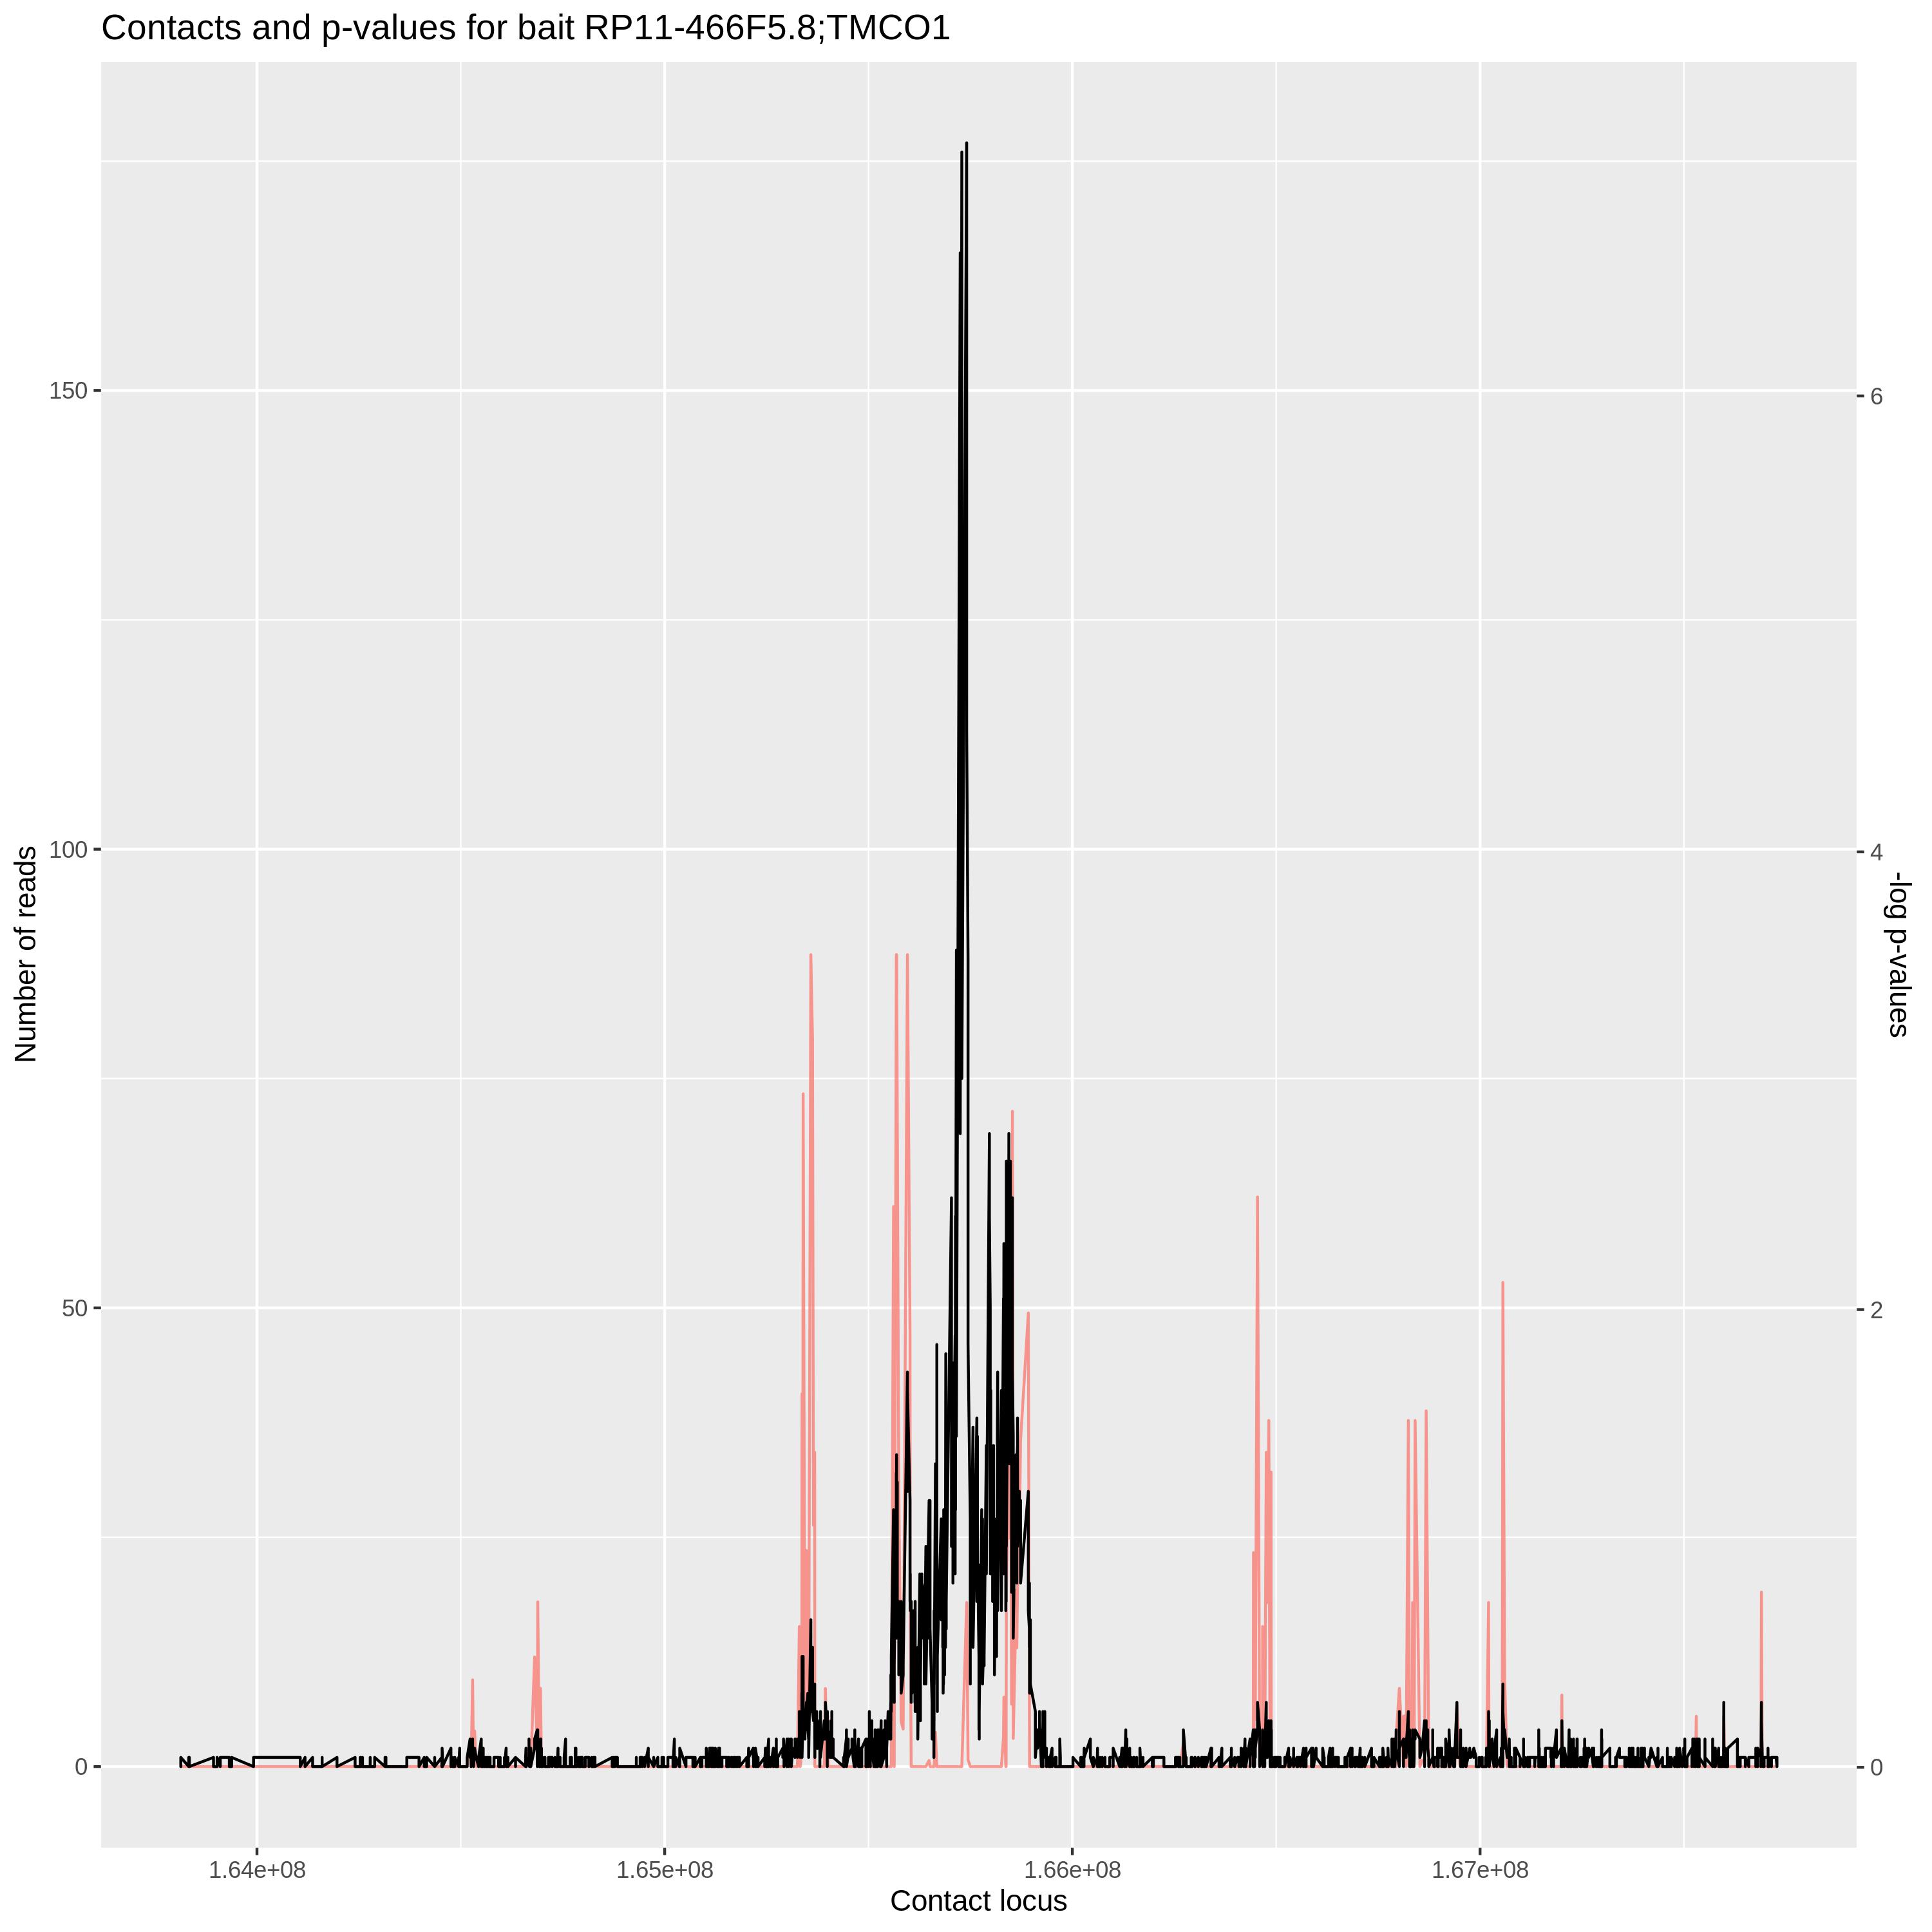 Contacts and p-values for bait RP11-466F5.8;TMCO1
150
100
50
0
Number of reads
6
4
2
0
-log p-values
1.64e+08 1.65e+08 1.66e+08 1.67e+08
Contact locus